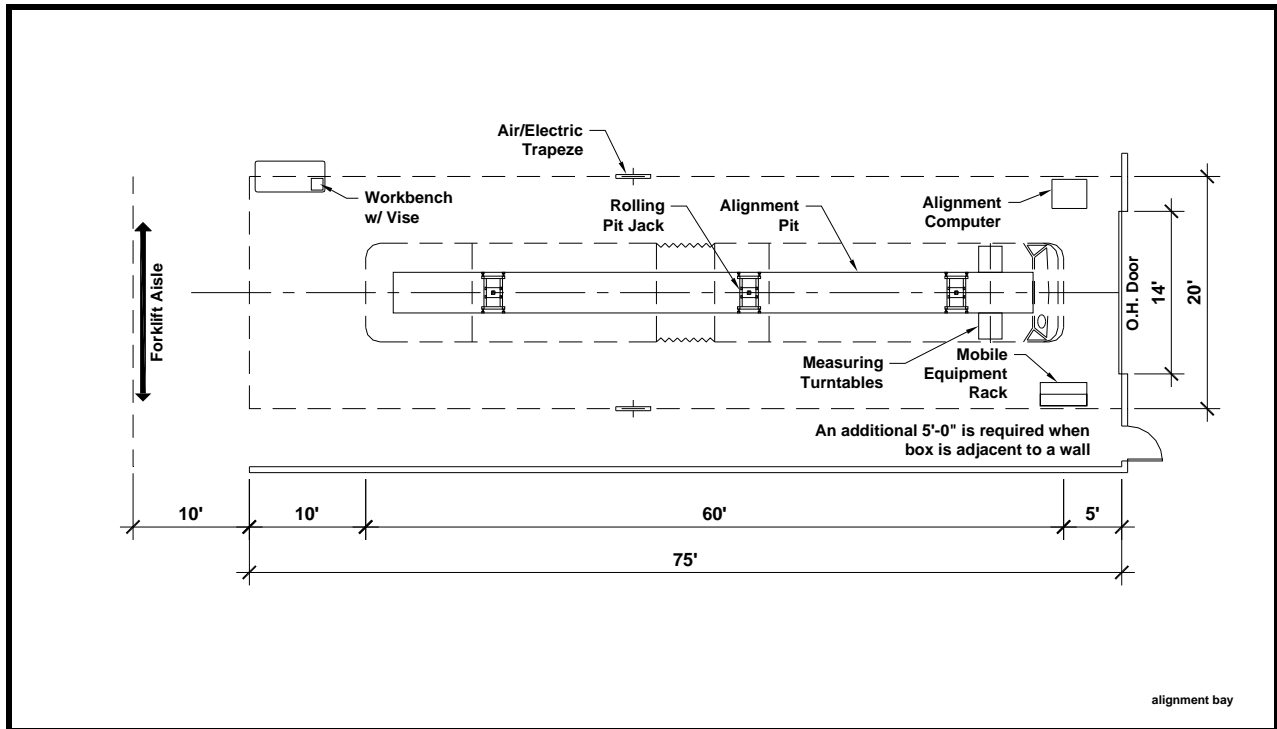 Air/Electric
Trapeze
Workbench
w/ Vise
Rolling
Pit Jack
Alignment
Pit
Alignment
Computer
Forklift Aisle
O.H. Door
14'
20'
Measuring
Turntables
Mobile
Equipment
Rack
An additional 5'-0" is required when
box is adjacent to a wall
10'
10'
60'
5'
75'
alignment bay